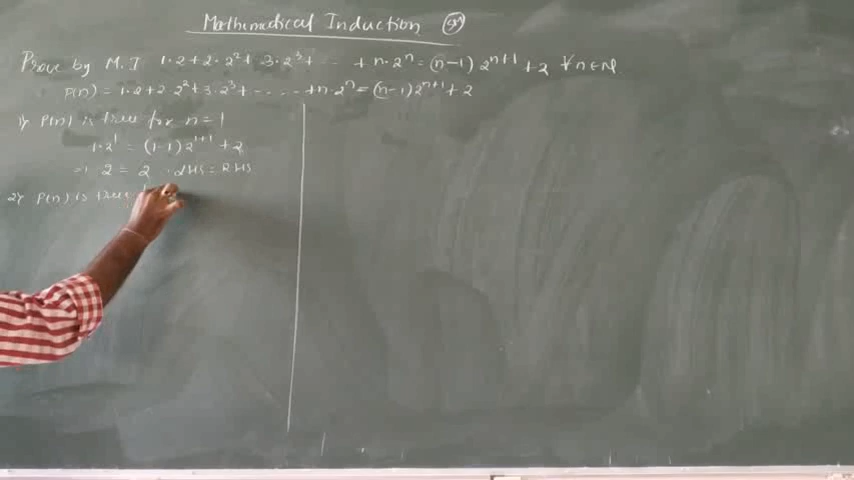 Mathematical Induction
Prove by M.I 1·2+2·2²+ 3·2³+ ·· + n·2ⁿ = (n-1) 2ⁿ⁺¹ +2 ∀ n∈N
P(n) = 1·2+2·2²+3·2³+ ····· +n·2ⁿ = (n-1)2ⁿ⁺¹+2
1) P(n) is true for n=1
1·2¹ = (1-1)2¹⁺¹ +2
2 = 2 LHS = RHS
2) P(n) is true